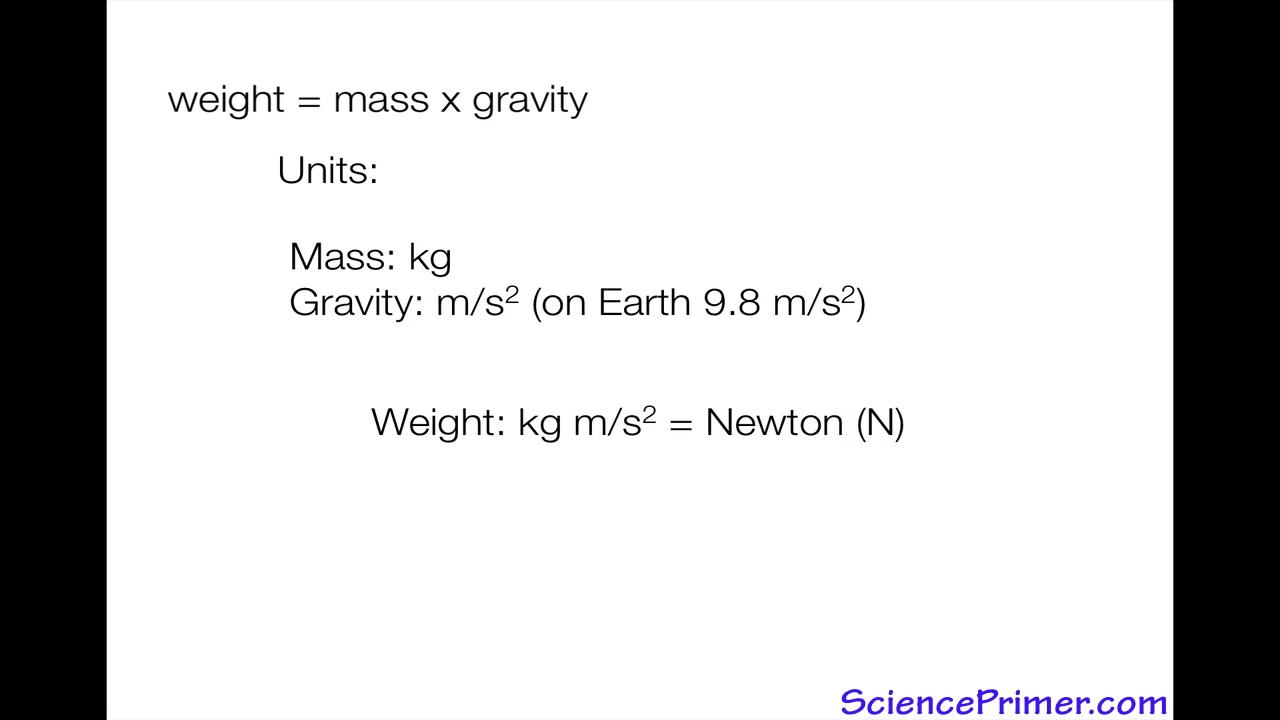 weight = mass x gravity
Units:
Mass: kg
Gravity: m/s² (on Earth 9.8 m/s²)
Weight: kg m/s² = Newton (N)
SciencePrimer.com